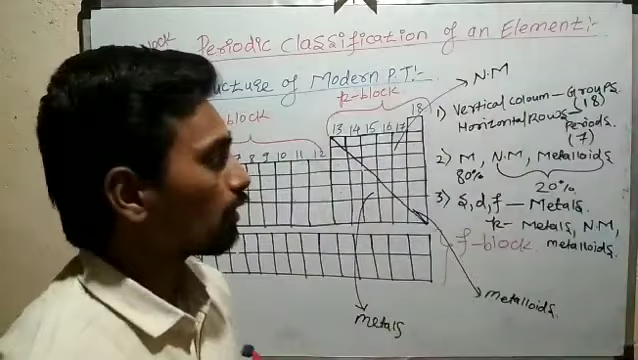 Periodic Classification of an Element:-
ucture of Modern P.T:-
block
p-block
N.M
18
13 14 15 16 17
7 8 9 10 11 12
1) Vertical coloum - Groups (18)
Horizontal Rows - Periods. (7)
2) M, N.M, Metalloids
80%
20%
3) s, d, f - Metals.
p - Metals, N.M, metalloids.
f-block
metalloids.
metals